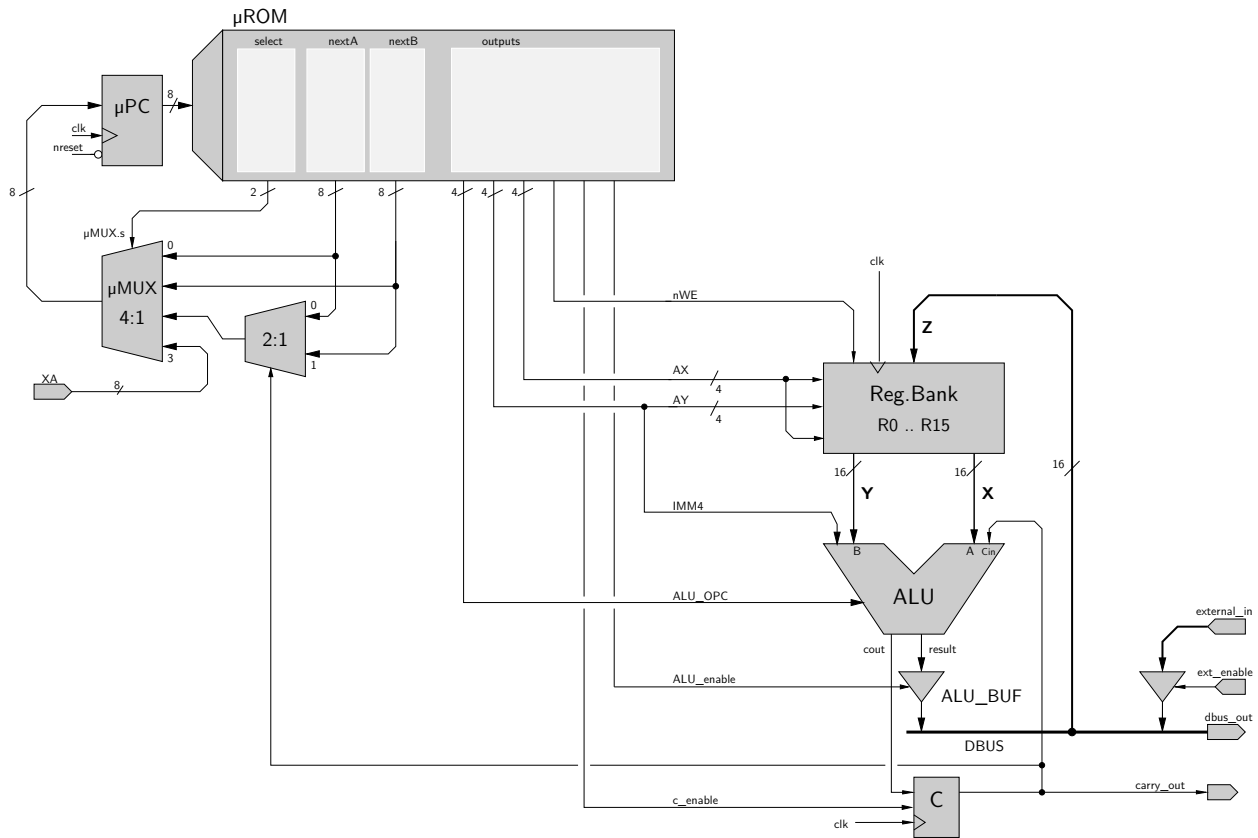 µROM
select nextA nextB outputs
µPC
8
clk
nreset
8
2 8 8 4 4 4
µMUX.s
0
µMUX
4:1
3
0
2:1
1
XA
8
clk
nWE
Z
AX
4
AY
4
Reg.Bank
R0 .. R15
16 16 16
Y X
IMM4
B A Cin
ALU
ALU_OPC
cout result
external_in
ALU_enable
ext_enable
ALU_BUF
dbus_out
DBUS
carry_out
c_enable
C
clk